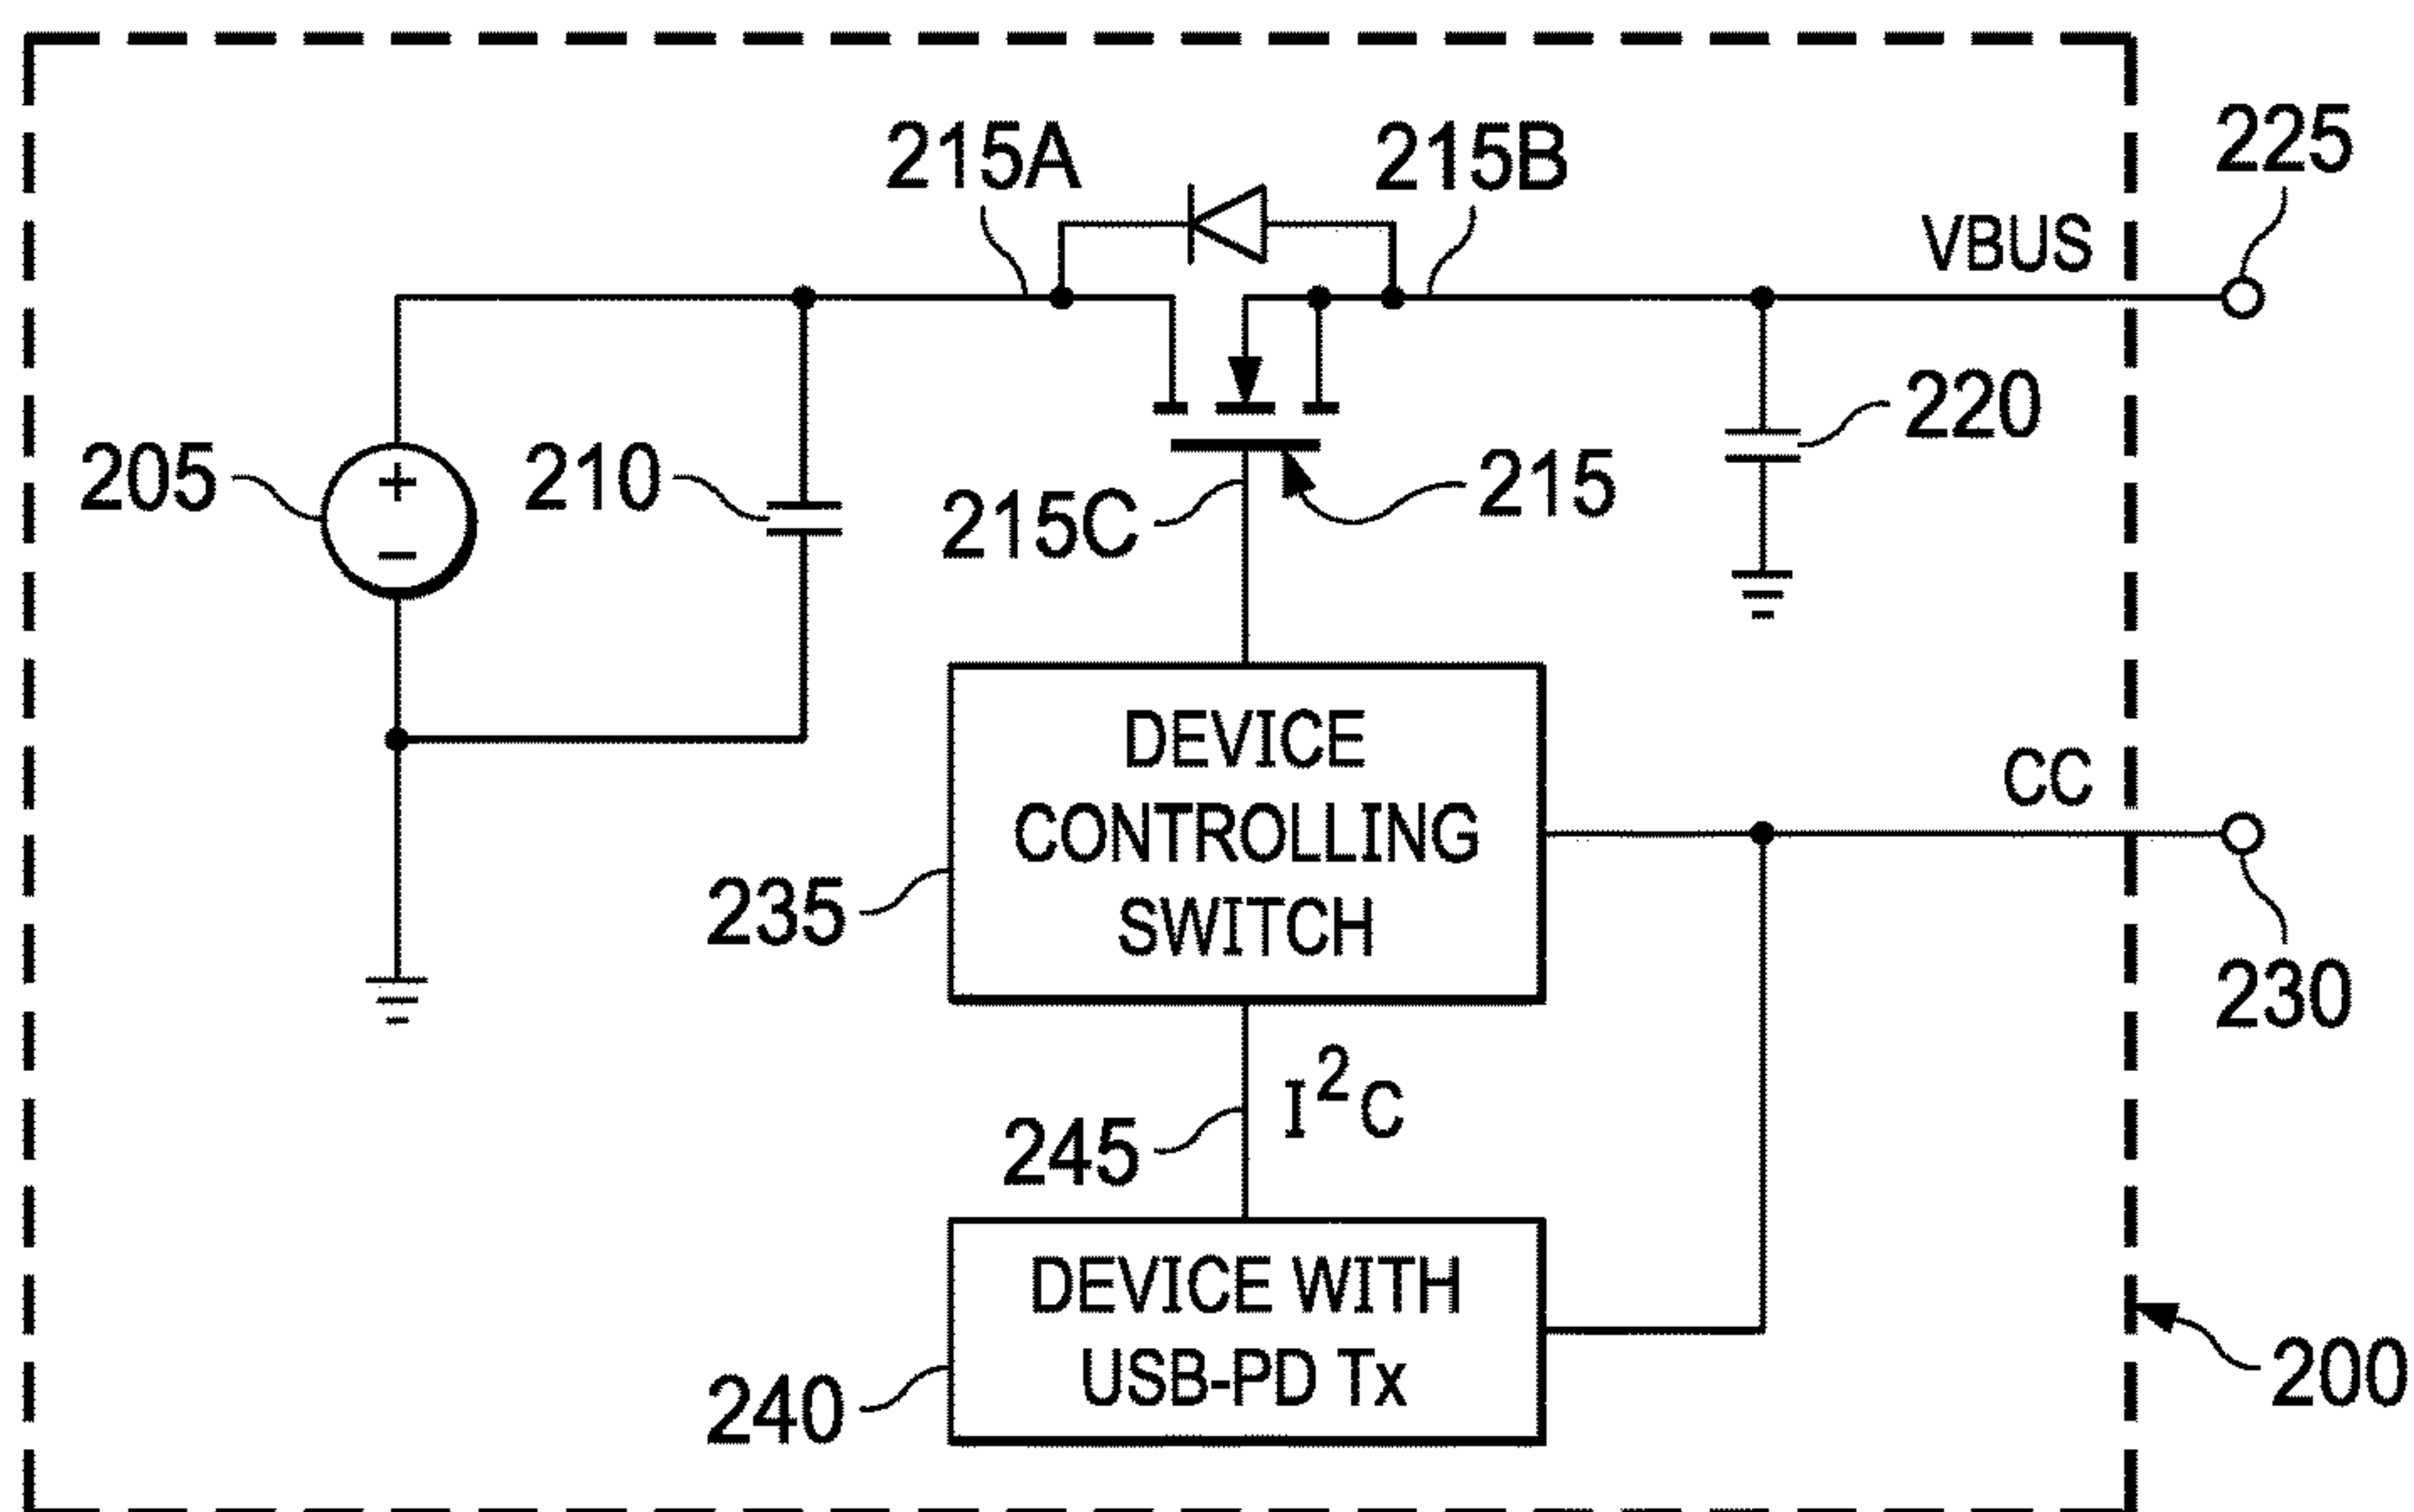 215A
215B
225
VBUS
205
+
−
210
220
215C
215
DEVICE
CONTROLLING
SWITCH
CC
235
230
I²C
245
DEVICE WITH
USB-PD Tx
240
200